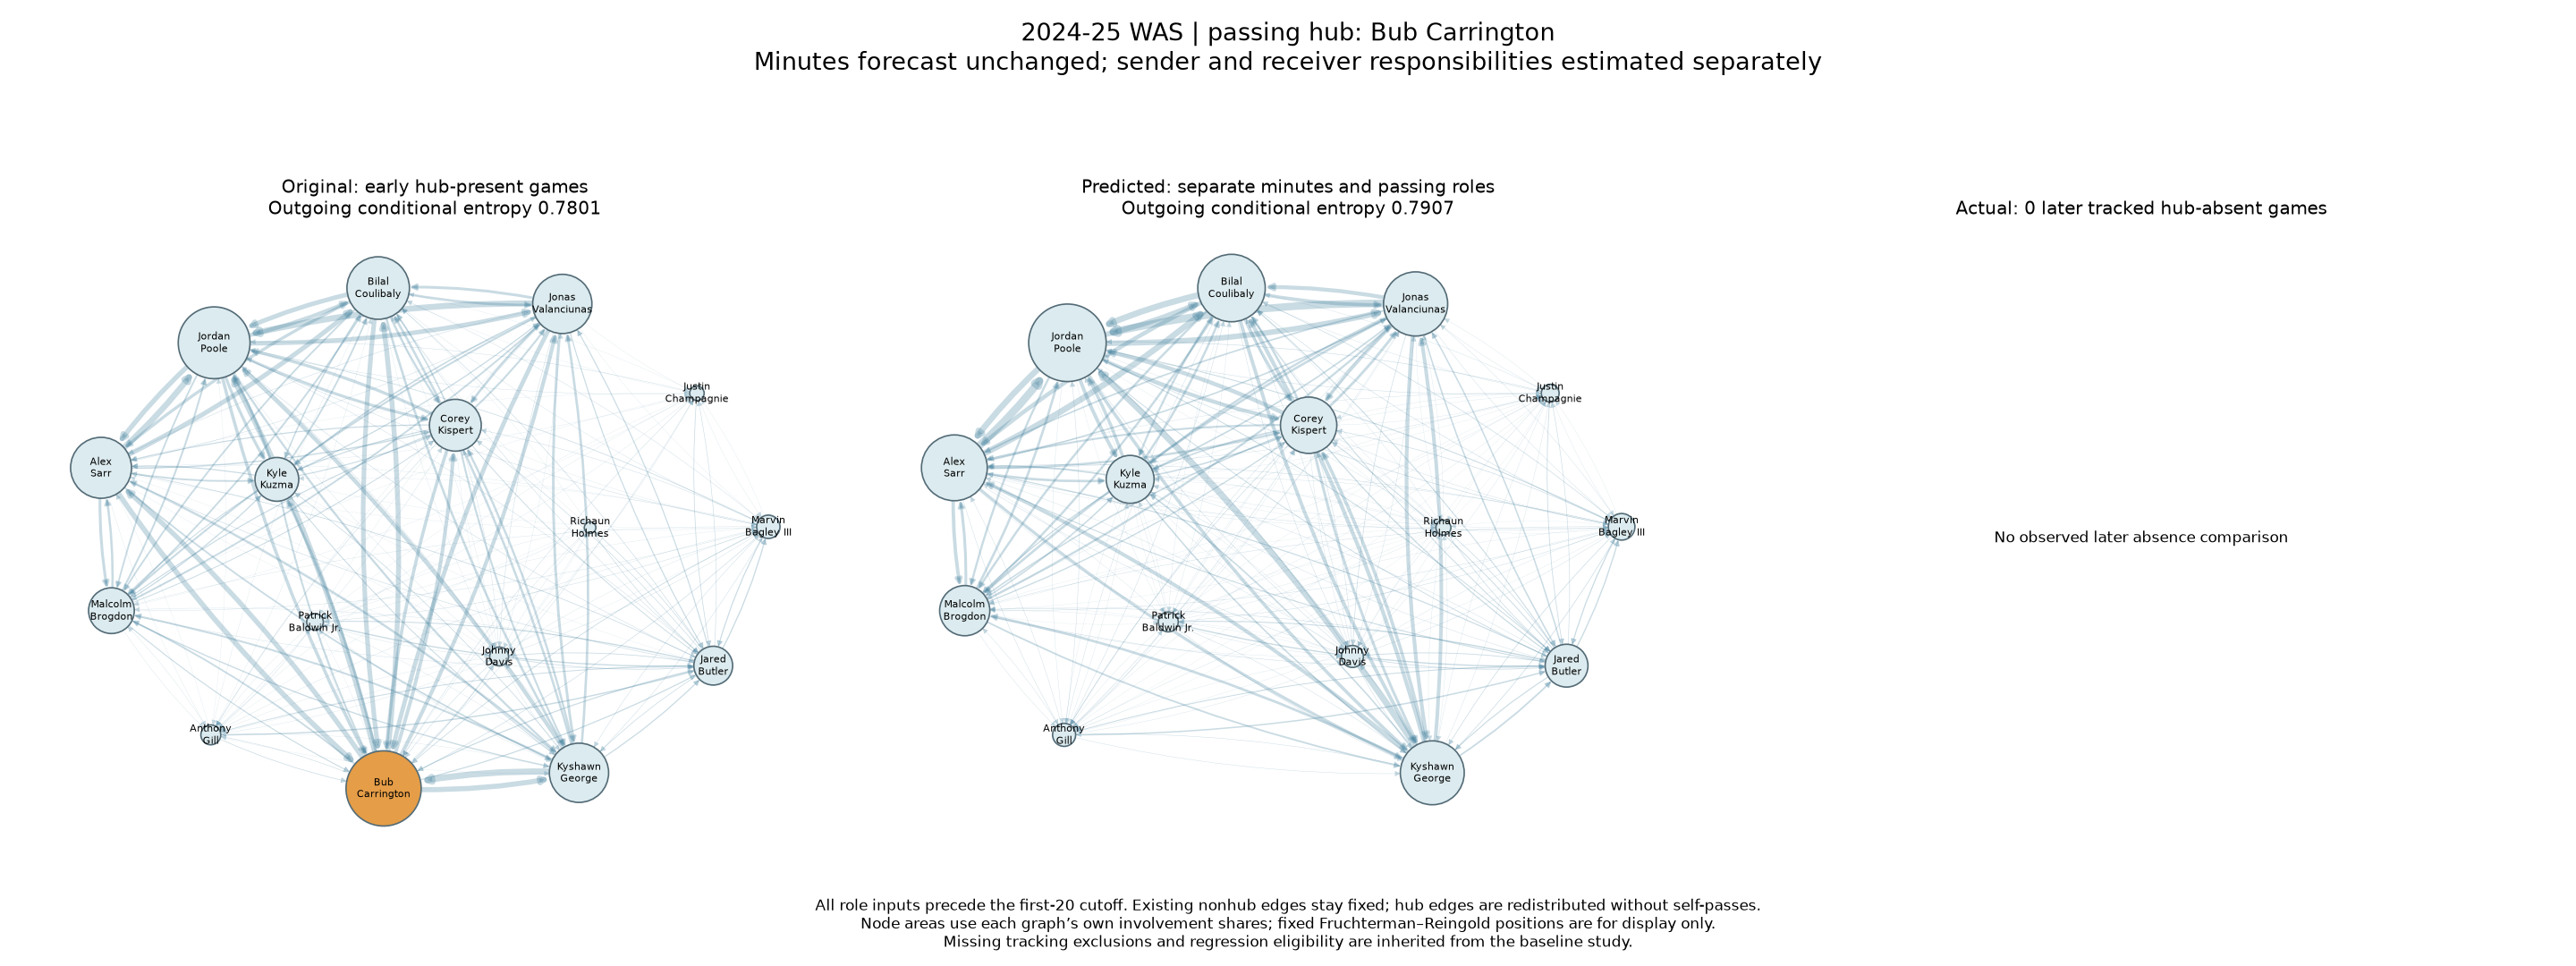 2024-25 WAS | passing hub: Bub Carrington
Minutes forecast unchanged; sender and receiver responsibilities estimated separately
Original: early hub-present games
Outgoing conditional entropy 0.7801
Bilal
Coulibaly
Jonas
Valanciunas
Jordan
Poole
Justin
Champagnie
Corey
Kispert
Alex
Sarr
Kyle
Kuzma
Richaun
Holmes
Marvin
Bagley III
Malcolm
Brogdon
Patrick
Baldwin Jr.
Johnny
Davis
Jared
Butler
Anthony
Gill
Bub
Carrington
Kyshawn
George
Predicted: separate minutes and passing roles
Outgoing conditional entropy 0.7907
Bilal
Coulibaly
Jonas
Valanciunas
Jordan
Poole
Justin
Champagnie
Corey
Kispert
Alex
Sarr
Kyle
Kuzma
Richaun
Holmes
Marvin
Bagley III
Malcolm
Brogdon
Patrick
Baldwin Jr.
Johnny
Davis
Jared
Butler
Anthony
Gill
Kyshawn
George
Actual: 0 later tracked hub-absent games
No observed later absence comparison
All role inputs precede the first-20 cutoff. Existing nonhub edges stay fixed; hub edges are redistributed without self-passes.
Node areas use each graph’s own involvement shares; fixed Fruchterman–Reingold positions are for display only.
Missing tracking exclusions and regression eligibility are inherited from the baseline study.